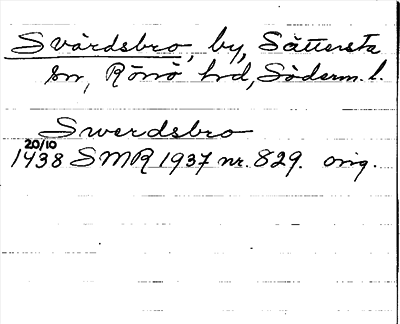 Svärdsbro, by, Sättersta
sn, Rönö hd, Söderm. l.
Swerdsbro
20/10
1438 SMR 1937 nr. 829. orig.